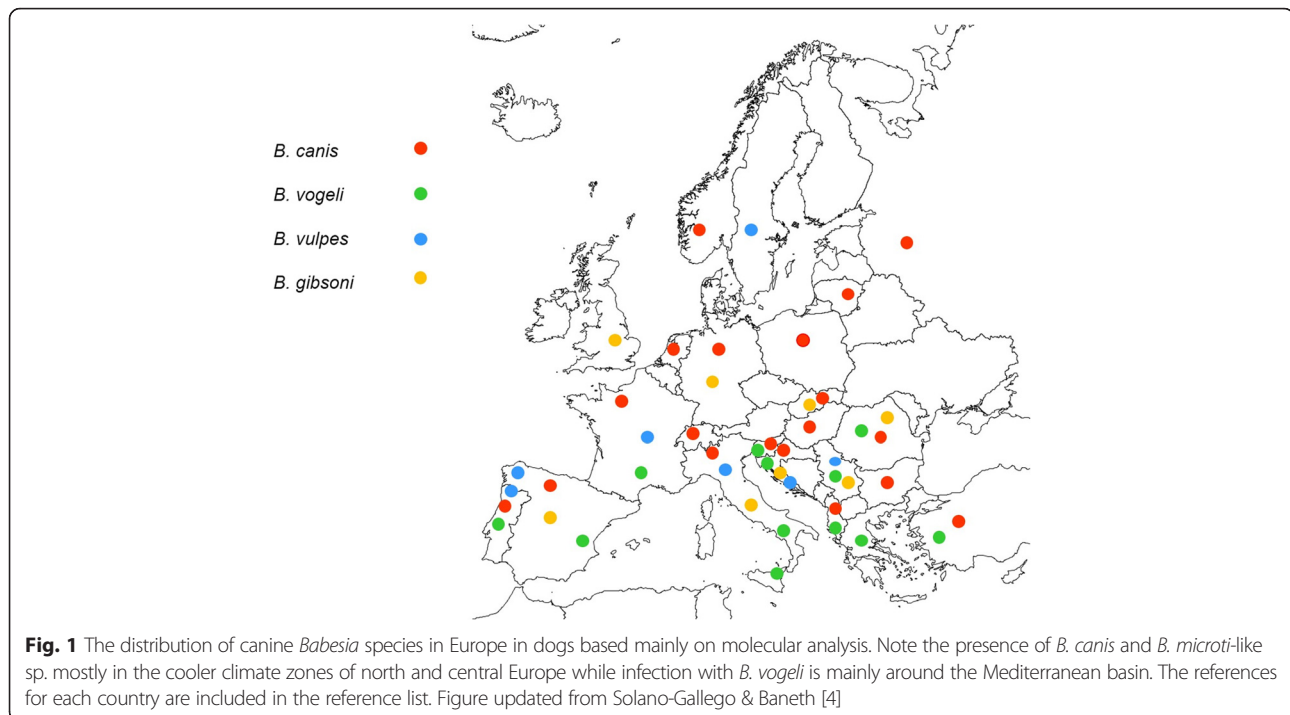 B. canis
B. vogeli
B. vulpes
B. gibsoni
Fig. 1 The distribution of canine Babesia species in Europe in dogs based mainly on molecular analysis. Note the presence of B. canis and B. microti-like
sp. mostly in the cooler climate zones of north and central Europe while infection with B. vogeli is mainly around the Mediterranean basin. The references
for each country are included in the reference list. Figure updated from Solano-Gallego & Baneth [4]